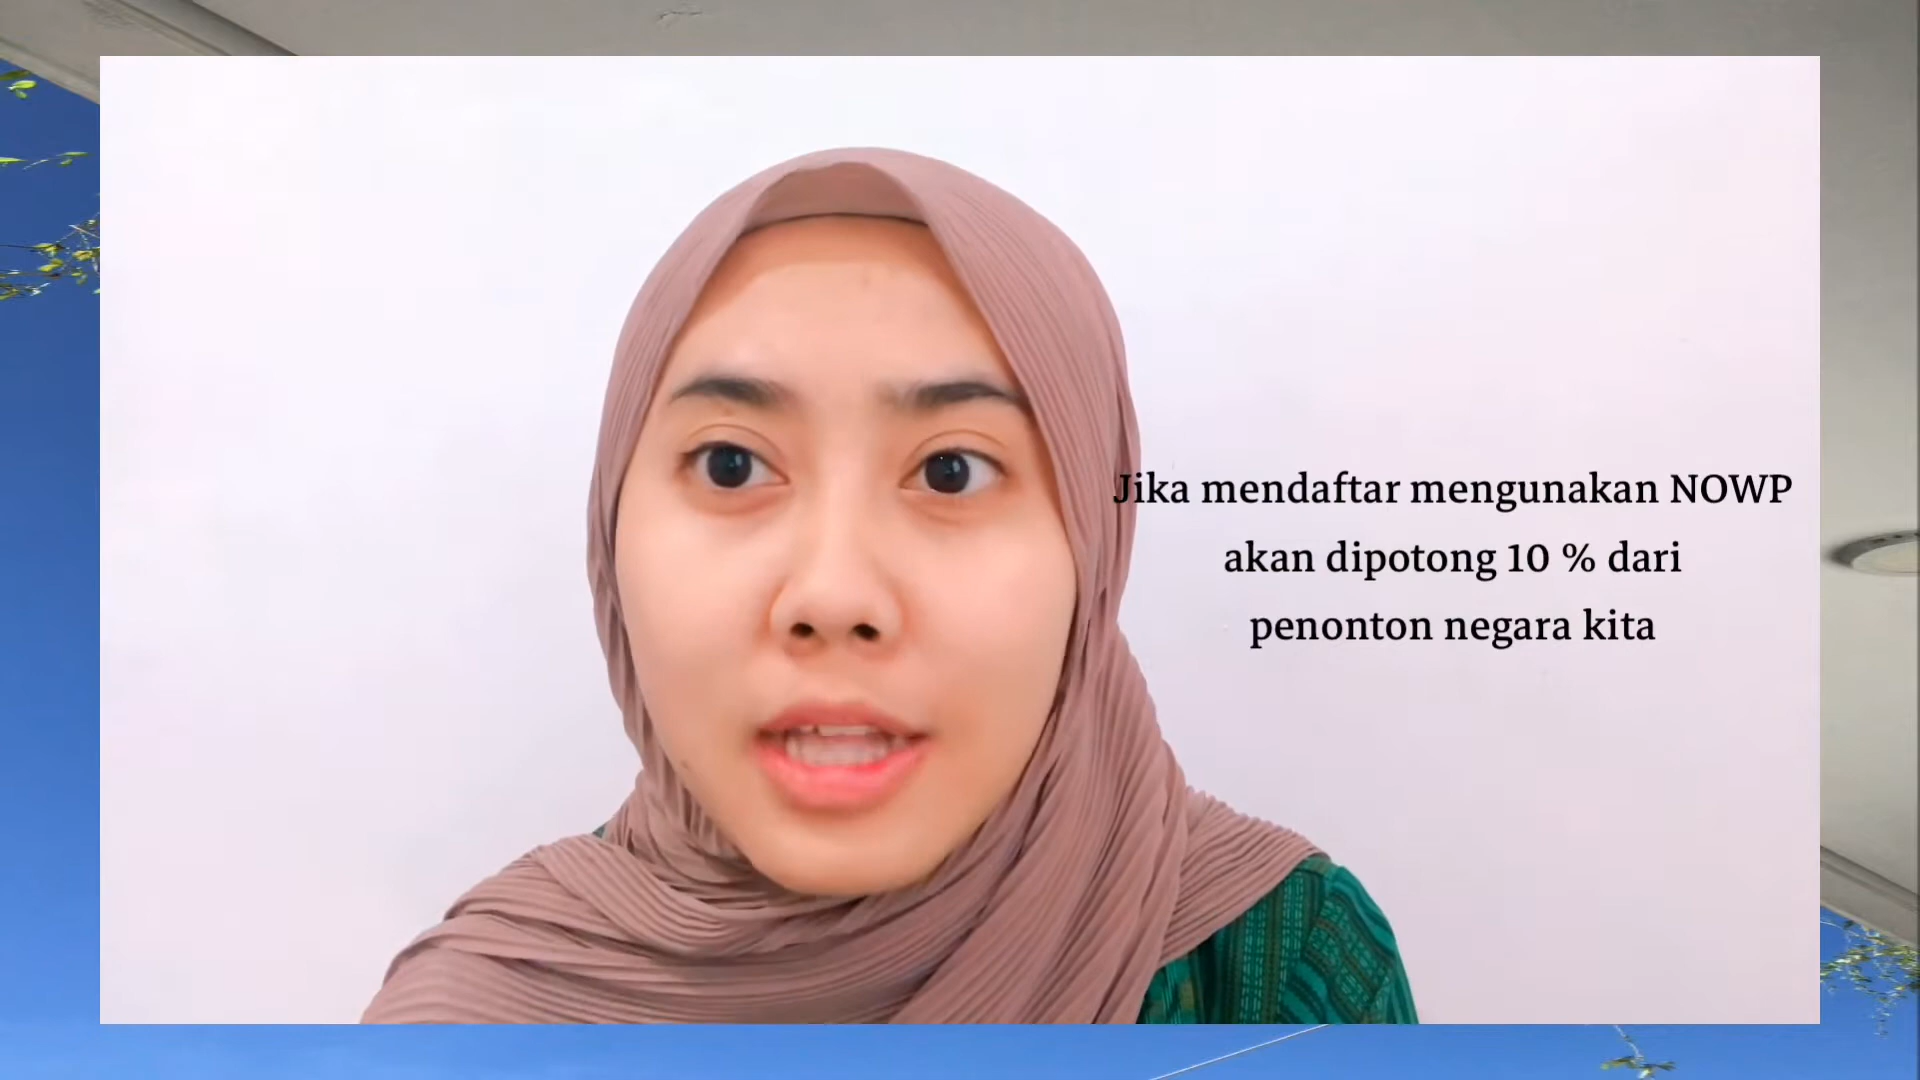 Jika mendaftar mengunakan NOWP
akan dipotong 10 % dari
penonton negara kita